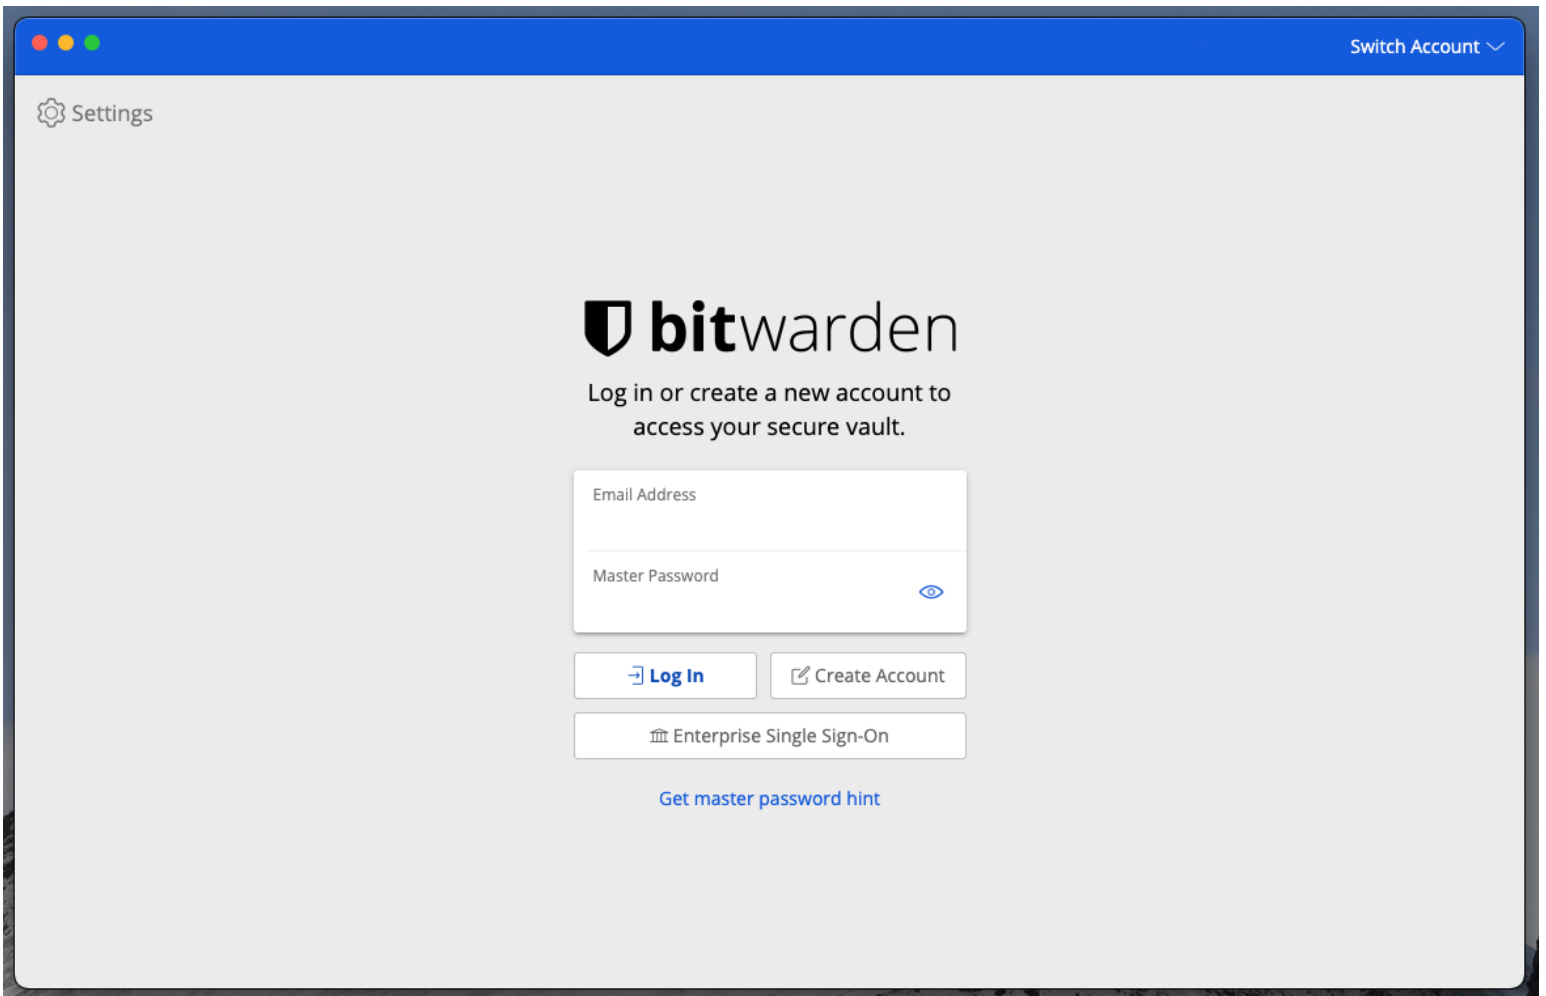 Switch Account
Settings
bitwarden
Log in or create a new account to
access your secure vault.
Email Address
Master Password
Log In
Create Account
Enterprise Single Sign-On
Get master password hint